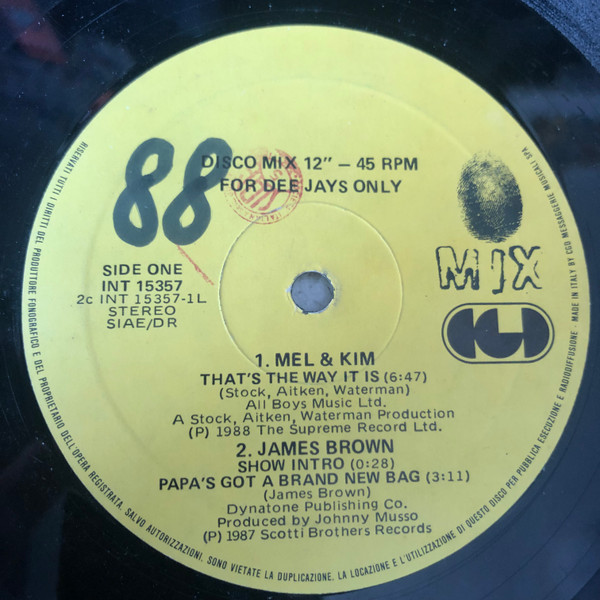 88
DISCO MIX 12" – 45 RPM
FOR DEE JAYS ONLY
MIX
CGD
SIDE ONE
INT 15357
2c INT 15357-1L
STEREO
SIAE/DR
1. MEL & KIM
THAT'S THE WAY IT IS (6:47)
(Stock, Aitken, Waterman)
All Boys Music Ltd.
A Stock, Aitken, Waterman Production
(P) 1988 The Supreme Record Ltd.
2. JAMES BROWN
SHOW INTRO (0:28)
PAPA'S GOT A BRAND NEW BAG (3:11)
(James Brown)
Dynatone Publishing Co.
Produced by Johnny Musso
(P) 1987 Scotti Brothers Records
RISERVATI TUTTI I DIRITTI DEL PRODUTTORE FONOGRAFICO E DEL PROPRIETARIO DELL'OPERA REGISTRATA. SALVO AUTORIZZAZIONI, SONO VIETATE LA DUPLICAZIONE, LA LOCAZIONE E L'UTILIZZAZIONE DI QUESTO DISCO PER PUBBLICA ESECUZIONE E RADIODIFFUSIONE - MADE IN ITALY BY CGD MESSAGGERIE MUSICALI SPA